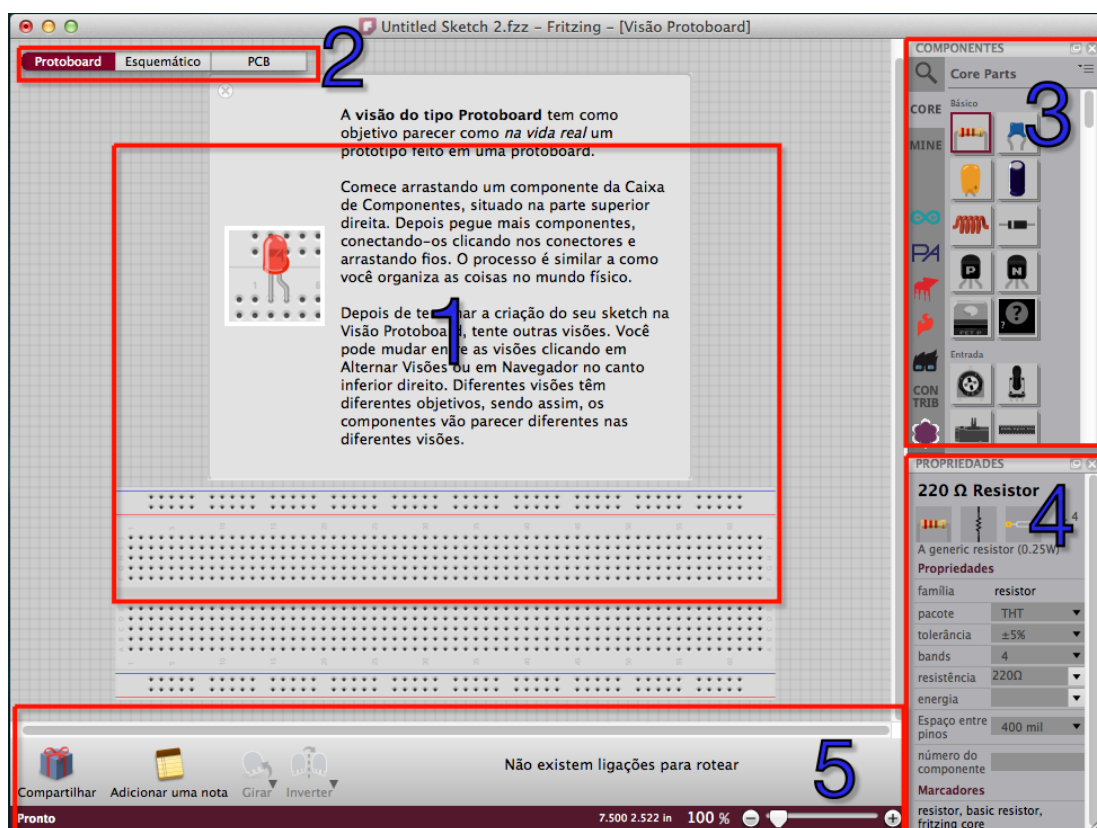 Untitled Sketch 2.fzz – Fritzing – [Visão Protoboard]
Protoboard Esquemático PCB
2
A visão do tipo Protoboard tem como
objetivo parecer como na vida real um
protótipo feito em uma protoboard.
Comece arrastando um componente da Caixa
de Componentes, situado na parte superior
direita. Depois pegue mais componentes,
conectando-os clicando nos conectores e
arrastando fios. O processo é similar a como
você organiza as coisas no mundo físico.
Depois de terminar a criação do seu sketch na
Visão Protoboard, tente outras visões. Você
pode mudar entre as visões clicando em
Alternar Visões ou em Navegador no canto
inferior direito. Diferentes visões têm
diferentes objetivos, sendo assim, os
componentes vão parecer diferentes nas
diferentes visões.
1
COMPONENTES
Core Parts
3
CORE
MINE
CON
TRIB
Básico
P
N
?
Entrada
PROPRIEDADES
220 Ω Resistor
4
4
A generic resistor (0.25W)
Propriedades
família resistor
pacote THT
tolerância ±5%
bands 4
resistência 220Ω
energia
Espaço entre
pinos 400 mil
número do
componente
Marcadores
resistor, basic resistor,
fritzing core
Compartilhar Adicionar uma nota Girar Inverter
Não existem ligações para rotear
5
Pronto 7.500 2.522 in 100 %